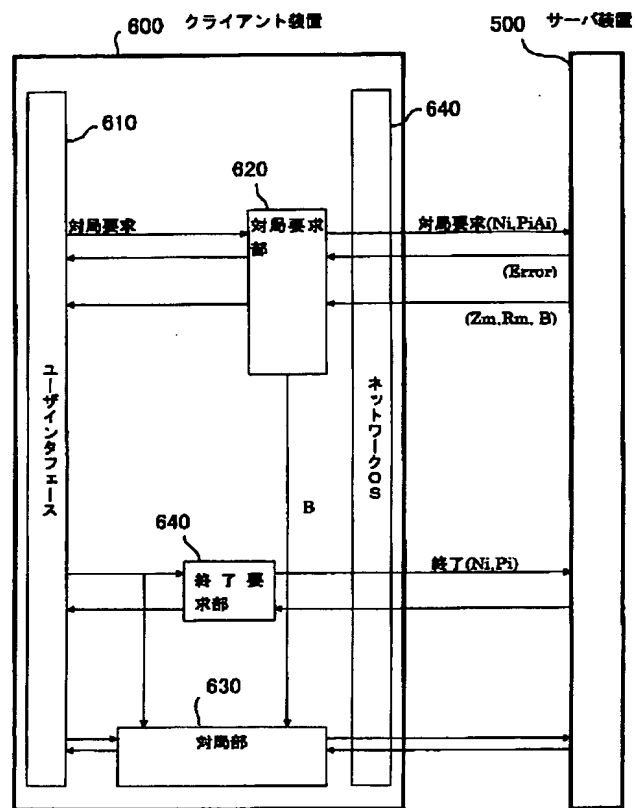 600 クライアント装置
500 サーバ装置
610
640
620
対局要求
対局要求
部
対局要求(Ni,PiAi)
(Error)
(Zm,Rm, B)
ユーザインタフェース
ネットワークOS
B
640
終了要
求部
終了(Ni,Pi)
630
対局部